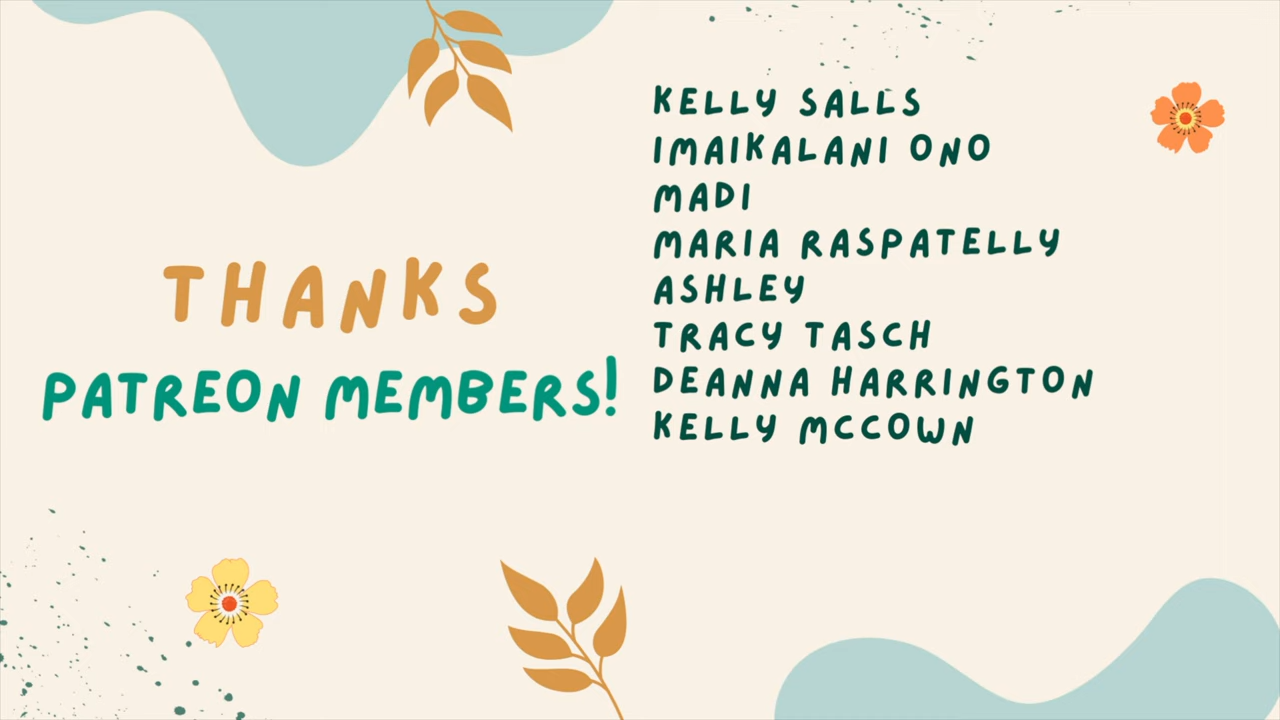 THANKS
PATREON MEMBERS!
KELLY SALLS
IMAIKALANI ONO
MADI
MARIA RASPATELLY
ASHLEY
TRACY TASCH
DEANNA HARRINGTON
KELLY MCCOWN